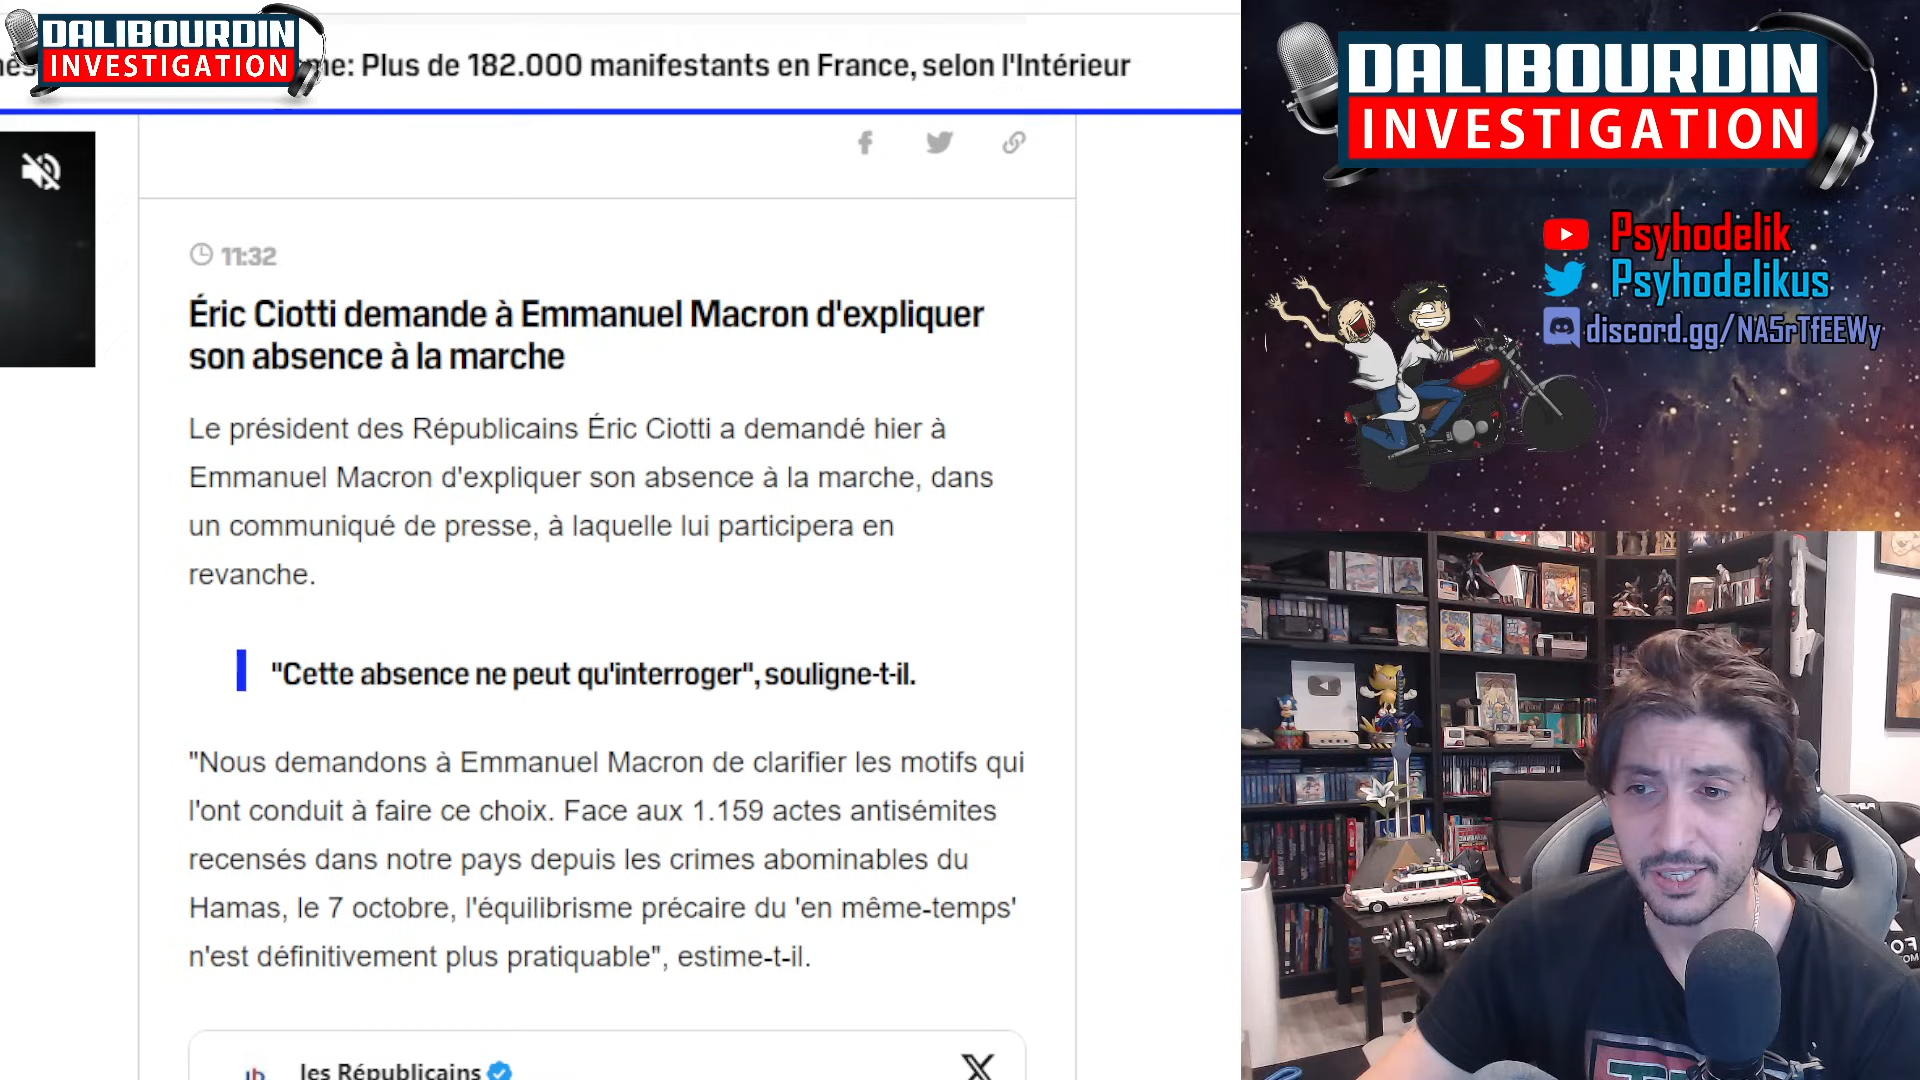 DALIBOURDIN
INVESTIGATION
me: Plus de 182.000 manifestants en France, selon l'Intérieur
11:32
Éric Ciotti demande à Emmanuel Macron d'expliquer
son absence à la marche
Le président des Républicains Éric Ciotti a demandé hier à
Emmanuel Macron d'expliquer son absence à la marche, dans
un communiqué de presse, à laquelle lui participera en
revanche.
"Cette absence ne peut qu'interroger", souligne-t-il.
"Nous demandons à Emmanuel Macron de clarifier les motifs qui
l'ont conduit à faire ce choix. Face aux 1.159 actes antisémites
recensés dans notre pays depuis les crimes abominables du
Hamas, le 7 octobre, l'équilibrisme précaire du 'en même-temps'
n'est définitivement plus pratiquable", estime-t-il.
les Républicains
DALIBOURDIN
INVESTIGATION
Psyhodelik
Psyhodelikus
discord.gg/NA5rTfEEWy